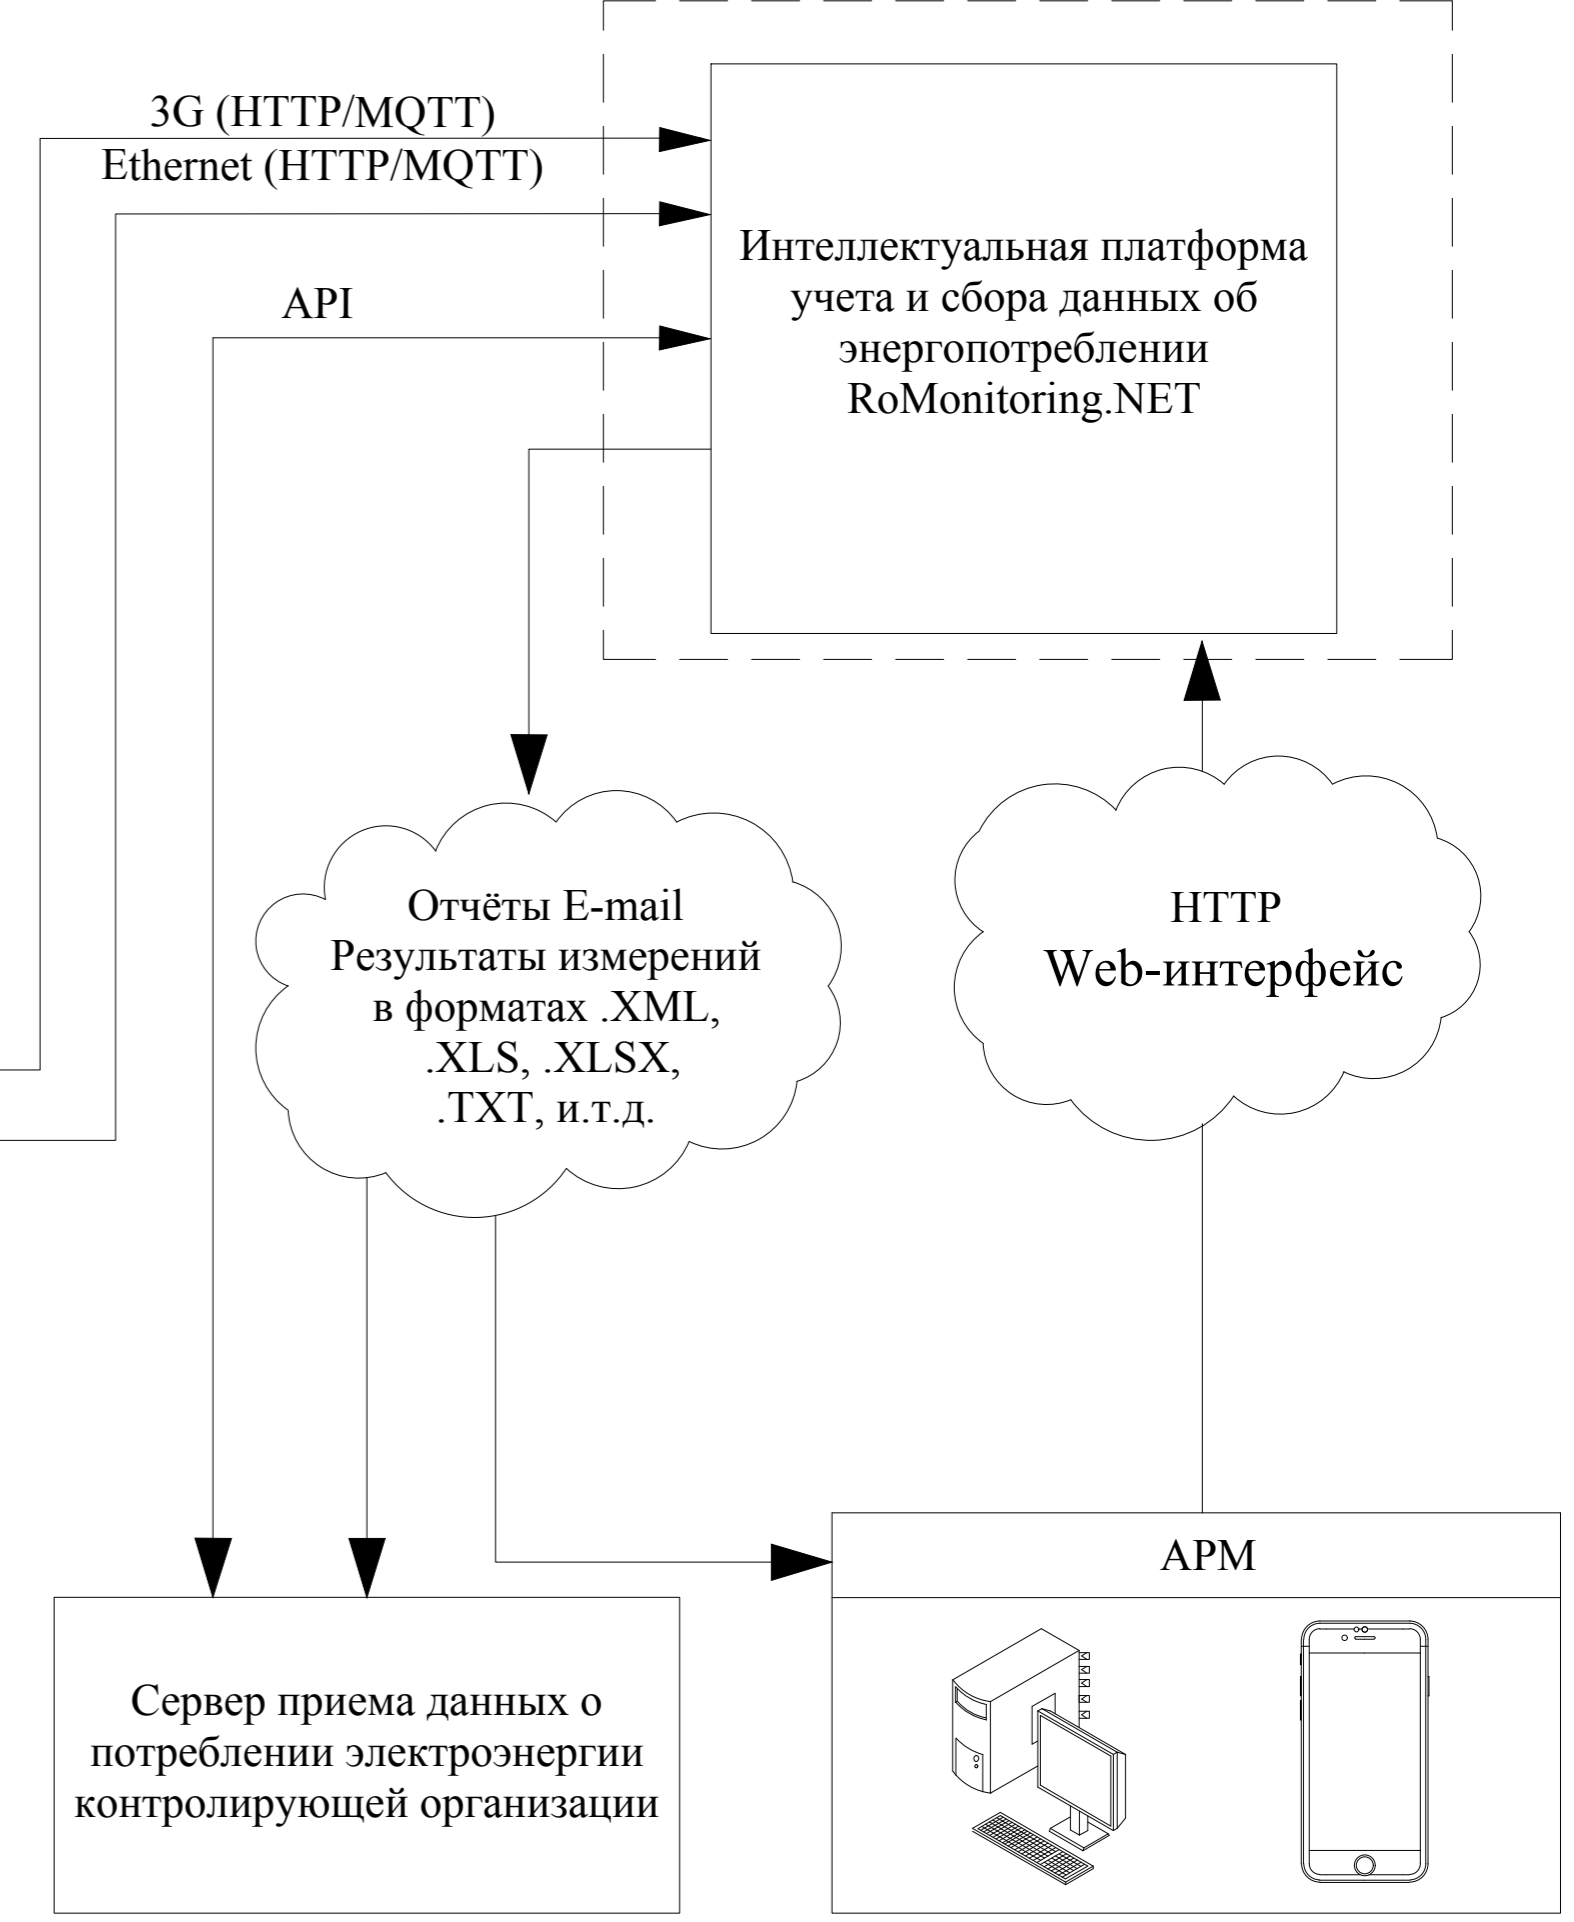 3G (HTTP/MQTT)
Ethernet (HTTP/MQTT)
API
Интеллектуальная платформа
учета и сбора данных об
энергопотреблении
RoMonitoring.NET
Отчёты E-mail
Результаты измерений
в форматах .XML,
.XLS, .XLSX,
.TXT, и.т.д.
HTTP
Web-интерфейс
АРМ
Сервер приема данных о
потреблении электроэнергии
контролирующей организации